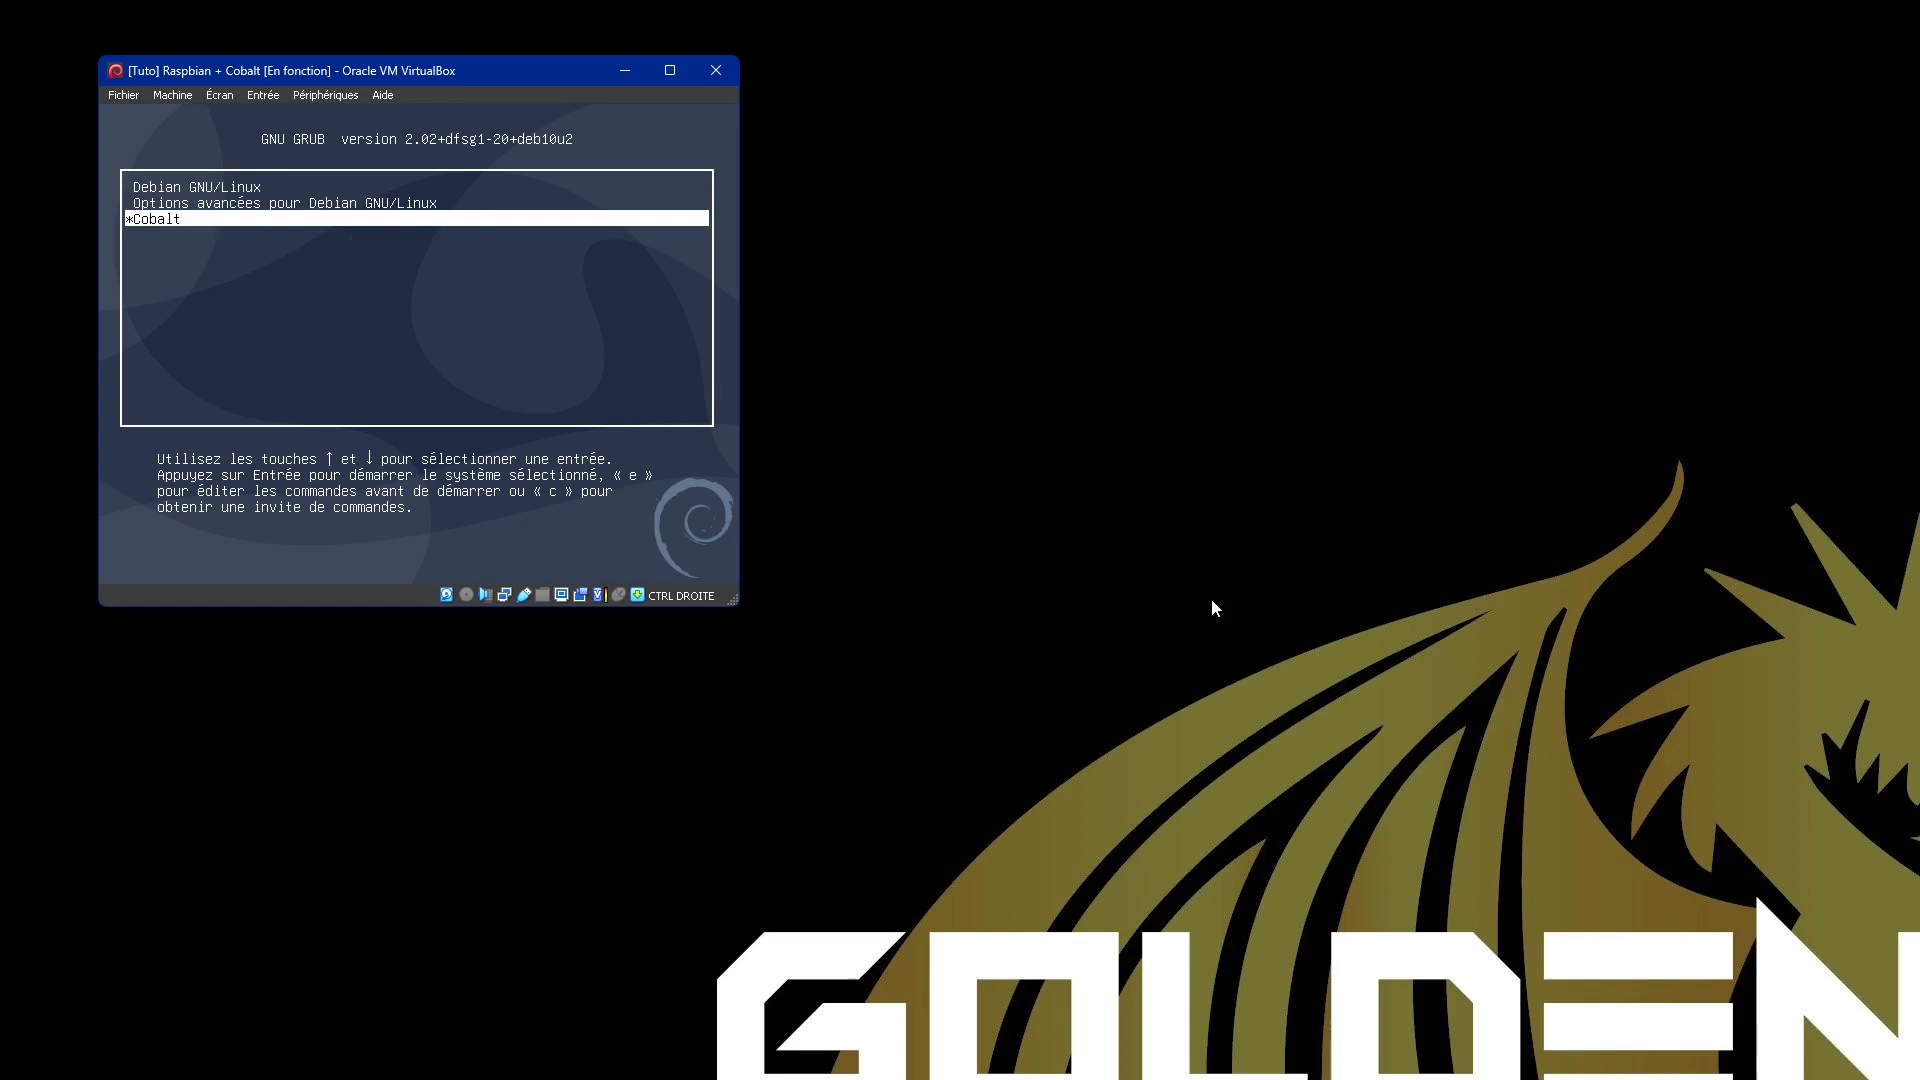 [Tuto] Raspbian + Cobalt [En fonction] - Oracle VM VirtualBox
Fichier Machine Écran Entrée Périphériques Aide
GNU GRUB version 2.02+dfsg1-20+deb10u2
Debian GNU/Linux
Options avancées pour Debian GNU/Linux
*Cobalt
Utilisez les touches ↑ et ↓ pour sélectionner une entrée.
Appuyez sur Entrée pour démarrer le système sélectionné, « e »
pour éditer les commandes avant de démarrer ou « c » pour
obtenir une invite de commandes.
CTRL DROITE
GOLDEN